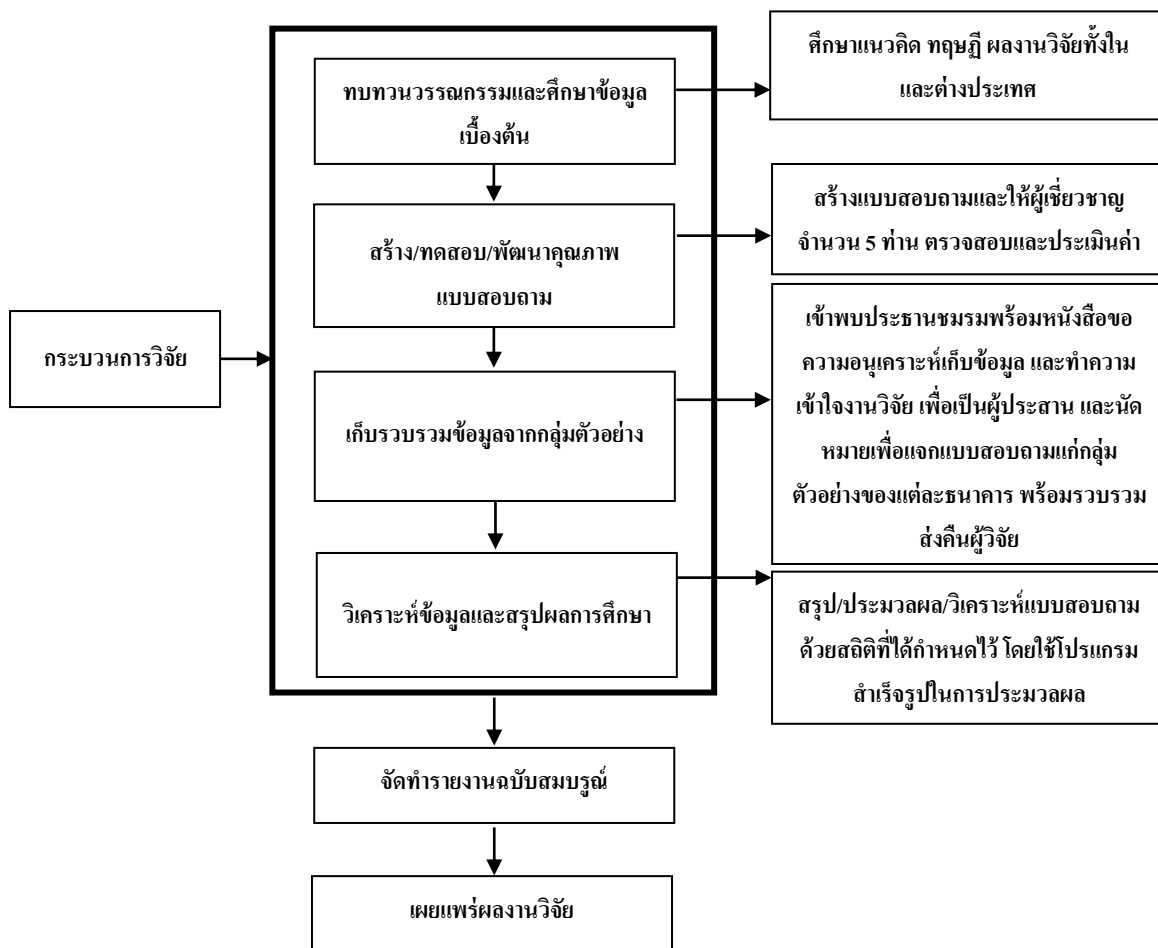 กระบวนการวิจัย
ทบทวนวรรณกรรมและศึกษาข้อมูล
เบื้องต้น
ศึกษาแนวคิด ทฤษฏี ผลงานวิจัยทั้งใน
และต่างประเทศ
สร้าง/ทดสอบ/พัฒนาคุณภาพ
แบบสอบถาม
สร้างแบบสอบถามและให้ผู้เชี่ยวชาญ
จำนวน 5 ท่าน ตรวจสอบและประเมินค่า
เก็บรวบรวมข้อมูลจากกลุ่มตัวอย่าง
เข้าพบประธานชมรมพร้อมหนังสือขอ
ความอนุเคราะห์เก็บข้อมูล และทำความ
เข้าใจงานวิจัย เพื่อเป็นผู้ประสาน และนัด
หมายเพื่อแจกแบบสอบถามแก่กลุ่ม
ตัวอย่างของแต่ละธนาคาร พร้อมรวบรวม
ส่งคืนผู้วิจัย
วิเคราะห์ข้อมูลและสรุปผลการศึกษา
สรุป/ประมวลผล/วิเคราะห์แบบสอบถาม
ด้วยสถิติที่ได้กำหนดไว้ โดยใช้โปรแกรม
สำเร็จรูปในการประมวลผล
จัดทำรายงานฉบับสมบรูณ์
เผยแพร่ผลงานวิจัย